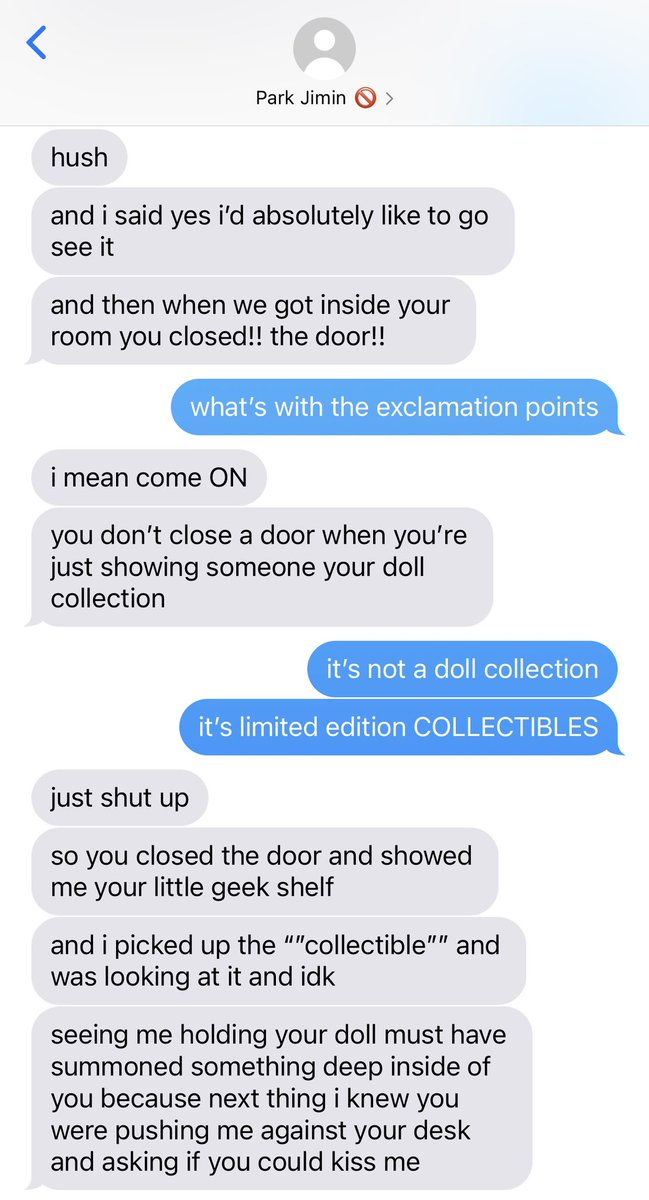 Park Jimin 🚫 >
hush
and i said yes i’d absolutely like to go
see it
and then when we got inside your
room you closed!! the door!!
what’s with the exclamation points
i mean come ON
you don’t close a door when you’re
just showing someone your doll
collection
it’s not a doll collection
it’s limited edition COLLECTIBLES
just shut up
so you closed the door and showed
me your little geek shelf
and i picked up the “”collectible”” and
was looking at it and idk
seeing me holding your doll must have
summoned something deep inside of
you because next thing i knew you
were pushing me against your desk
and asking if you could kiss me